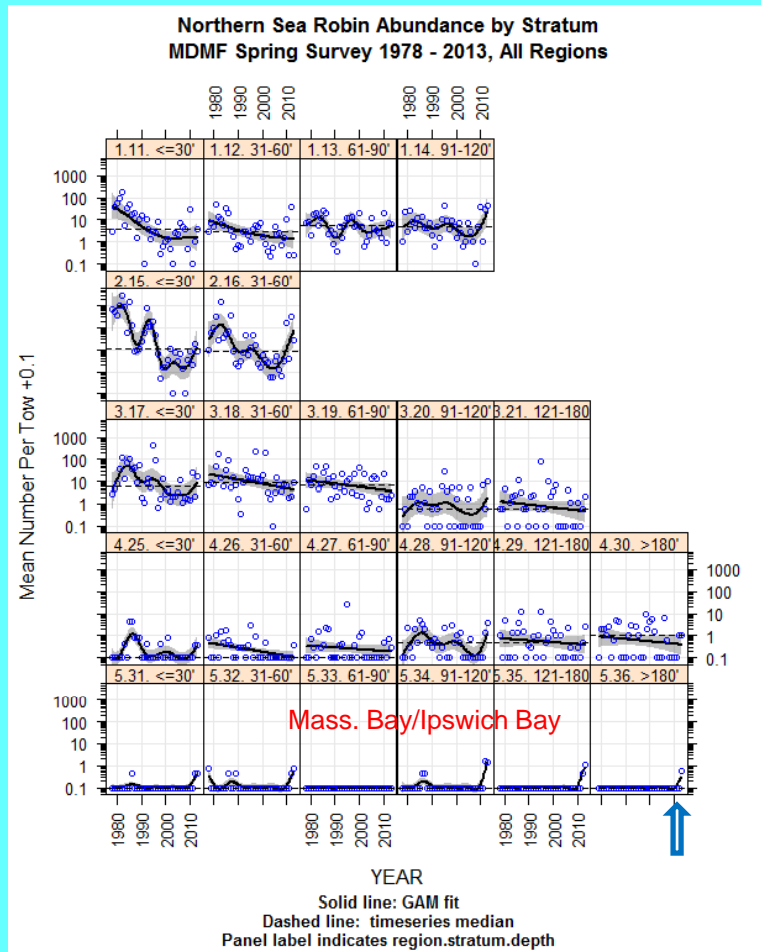 Northern Sea Robin Abundance by Stratum
MDMF Spring Survey 1978 - 2013, All Regions
1980 1990 2000 2010 1980 1990 2000 2010
1.11. <=30' 1.12. 31-60' 1.13. 61-90' 1.14. 91-120'
1000
100
10
1
0.1
2.15. <=30' 2.16. 31-60'
Mean Number Per Tow +0.1
3.17. <=30' 3.18. 31-60' 3.19. 61-90' 3.20. 91-120' 3.21. 121-180
1000
100
10
1
0.1
4.25. <=30' 4.26. 31-60' 4.27. 61-90' 4.28. 91-120' 4.29. 121-180 4.30. >180'
1000
100
10
1
0.1
5.31. <=30' 5.32. 31-60' 5.33. 61-90' 5.34. 91-120' 5.35. 121-180 5.36. >180'
Mass. Bay/Ipswich Bay
1000
100
10
1
0.1
1980 1990 2000 2010 1980 1990 2000 2010 1980 1990 2000 2010
YEAR
Solid line: GAM fit
Dashed line: timeseries median
Panel label indicates region.stratum.depth